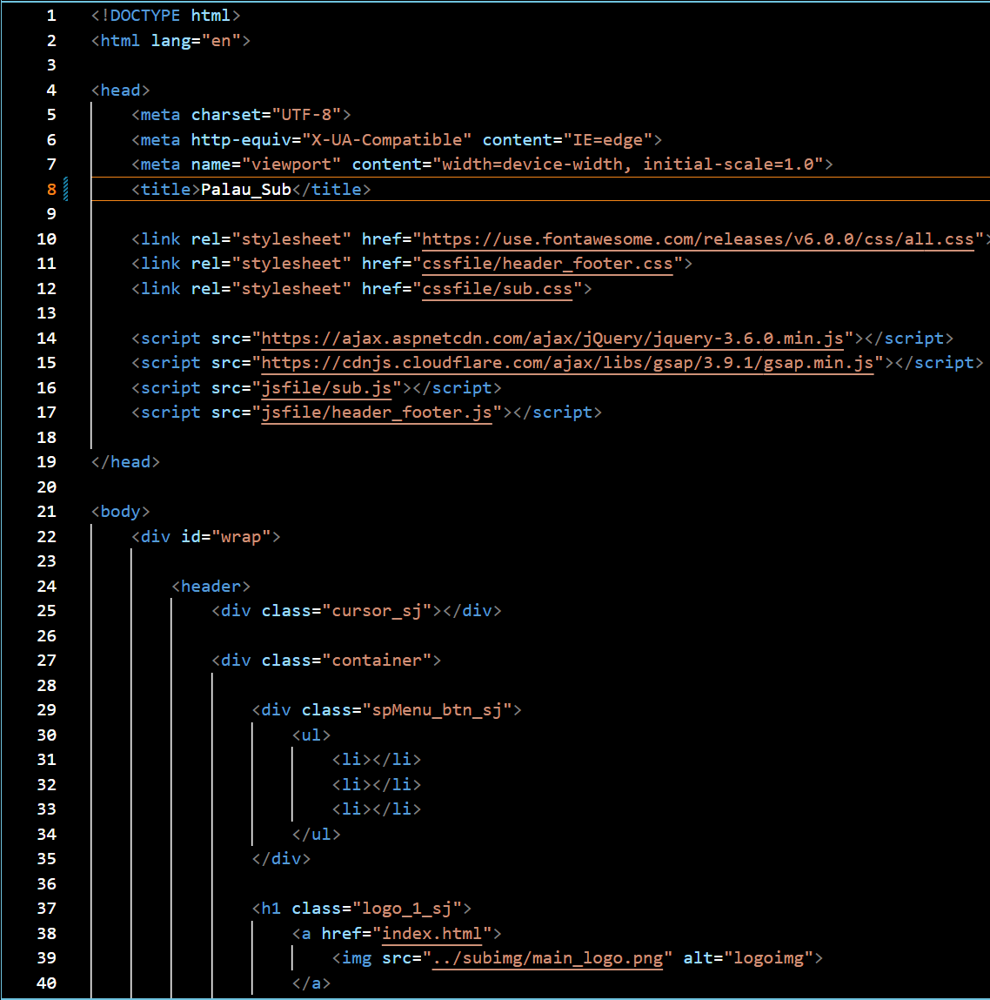 1 <!DOCTYPE html>
2 <html lang="en">
3
4 <head>
5 <meta charset="UTF-8">
6 <meta http-equiv="X-UA-Compatible" content="IE=edge">
7 <meta name="viewport" content="width=device-width, initial-scale=1.0">
8 <title>Palau_Sub</title>
9
10 <link rel="stylesheet" href="https://use.fontawesome.com/releases/v6.0.0/css/all.css">
11 <link rel="stylesheet" href="cssfile/header_footer.css">
12 <link rel="stylesheet" href="cssfile/sub.css">
13
14 <script src="https://ajax.aspnetcdn.com/ajax/jQuery/jquery-3.6.0.min.js"></script>
15 <script src="https://cdnjs.cloudflare.com/ajax/libs/gsap/3.9.1/gsap.min.js"></script>
16 <script src="jsfile/sub.js"></script>
17 <script src="jsfile/header_footer.js"></script>
18
19 </head>
20
21 <body>
22 <div id="wrap">
23
24 <header>
25 <div class="cursor_sj"></div>
26
27 <div class="container">
28
29 <div class="spMenu_btn_sj">
30 <ul>
31 <li></li>
32 <li></li>
33 <li></li>
34 </ul>
35 </div>
36
37 <h1 class="logo_1_sj">
38 <a href="index.html">
39 <img src="../subimg/main_logo.png" alt="logoimg">
40 </a>